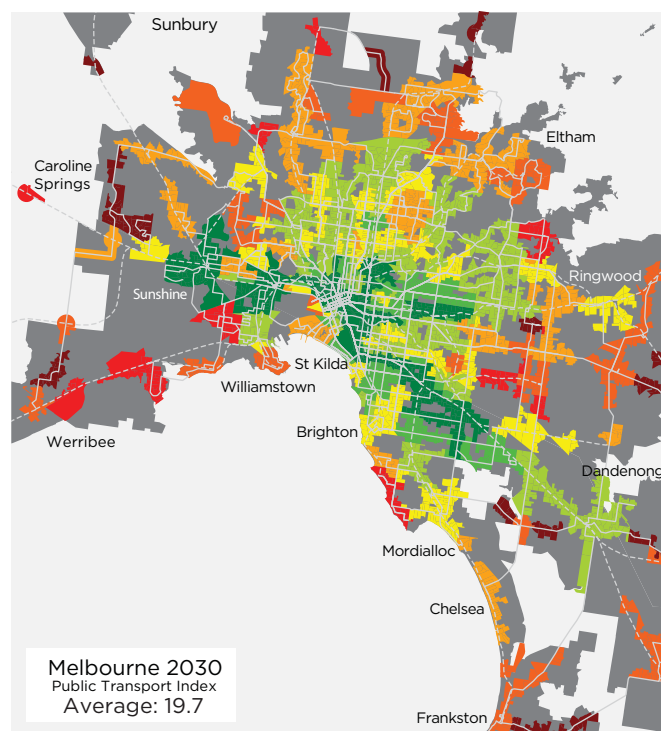 Sunbury
Eltham
Caroline
Springs
Ringwood
Sunshine
St Kilda
Williamstown
Brighton
Werribee
Dandenong
Mordialloc
Chelsea
Melbourne 2030
Public Transport Index
Average: 19.7
Frankston